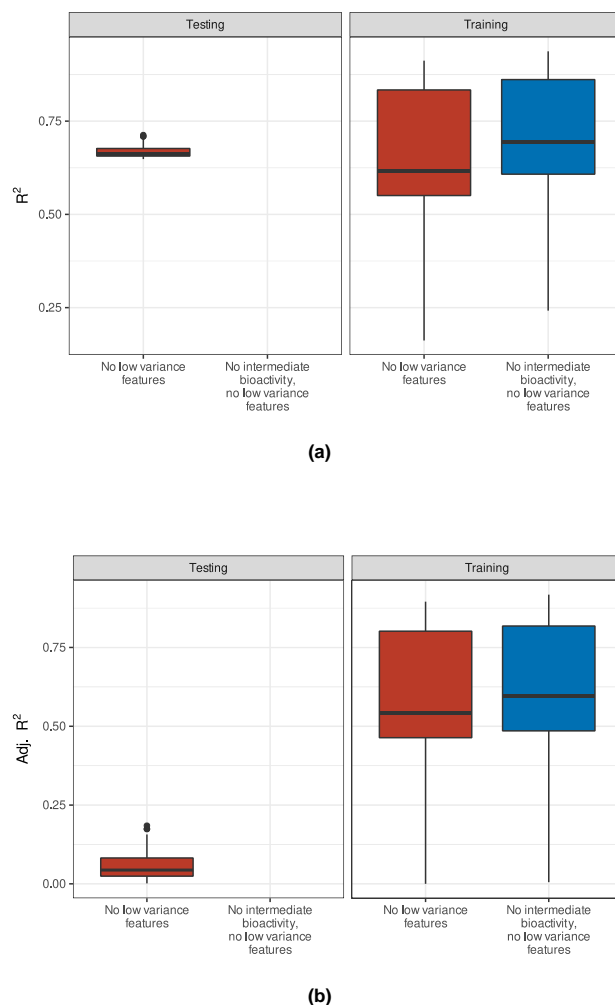 Testing
Training
0.75
0.50
0.25
R²
No low variance
features
No intermediate
bioactivity,
no low variance
features
No low variance
features
No intermediate
bioactivity,
no low variance
features
(a)
Testing
Training
0.75
0.50
0.25
0.00
Adj. R²
No low variance
features
No intermediate
bioactivity,
no low variance
features
No low variance
features
No intermediate
bioactivity,
no low variance
features
(b)